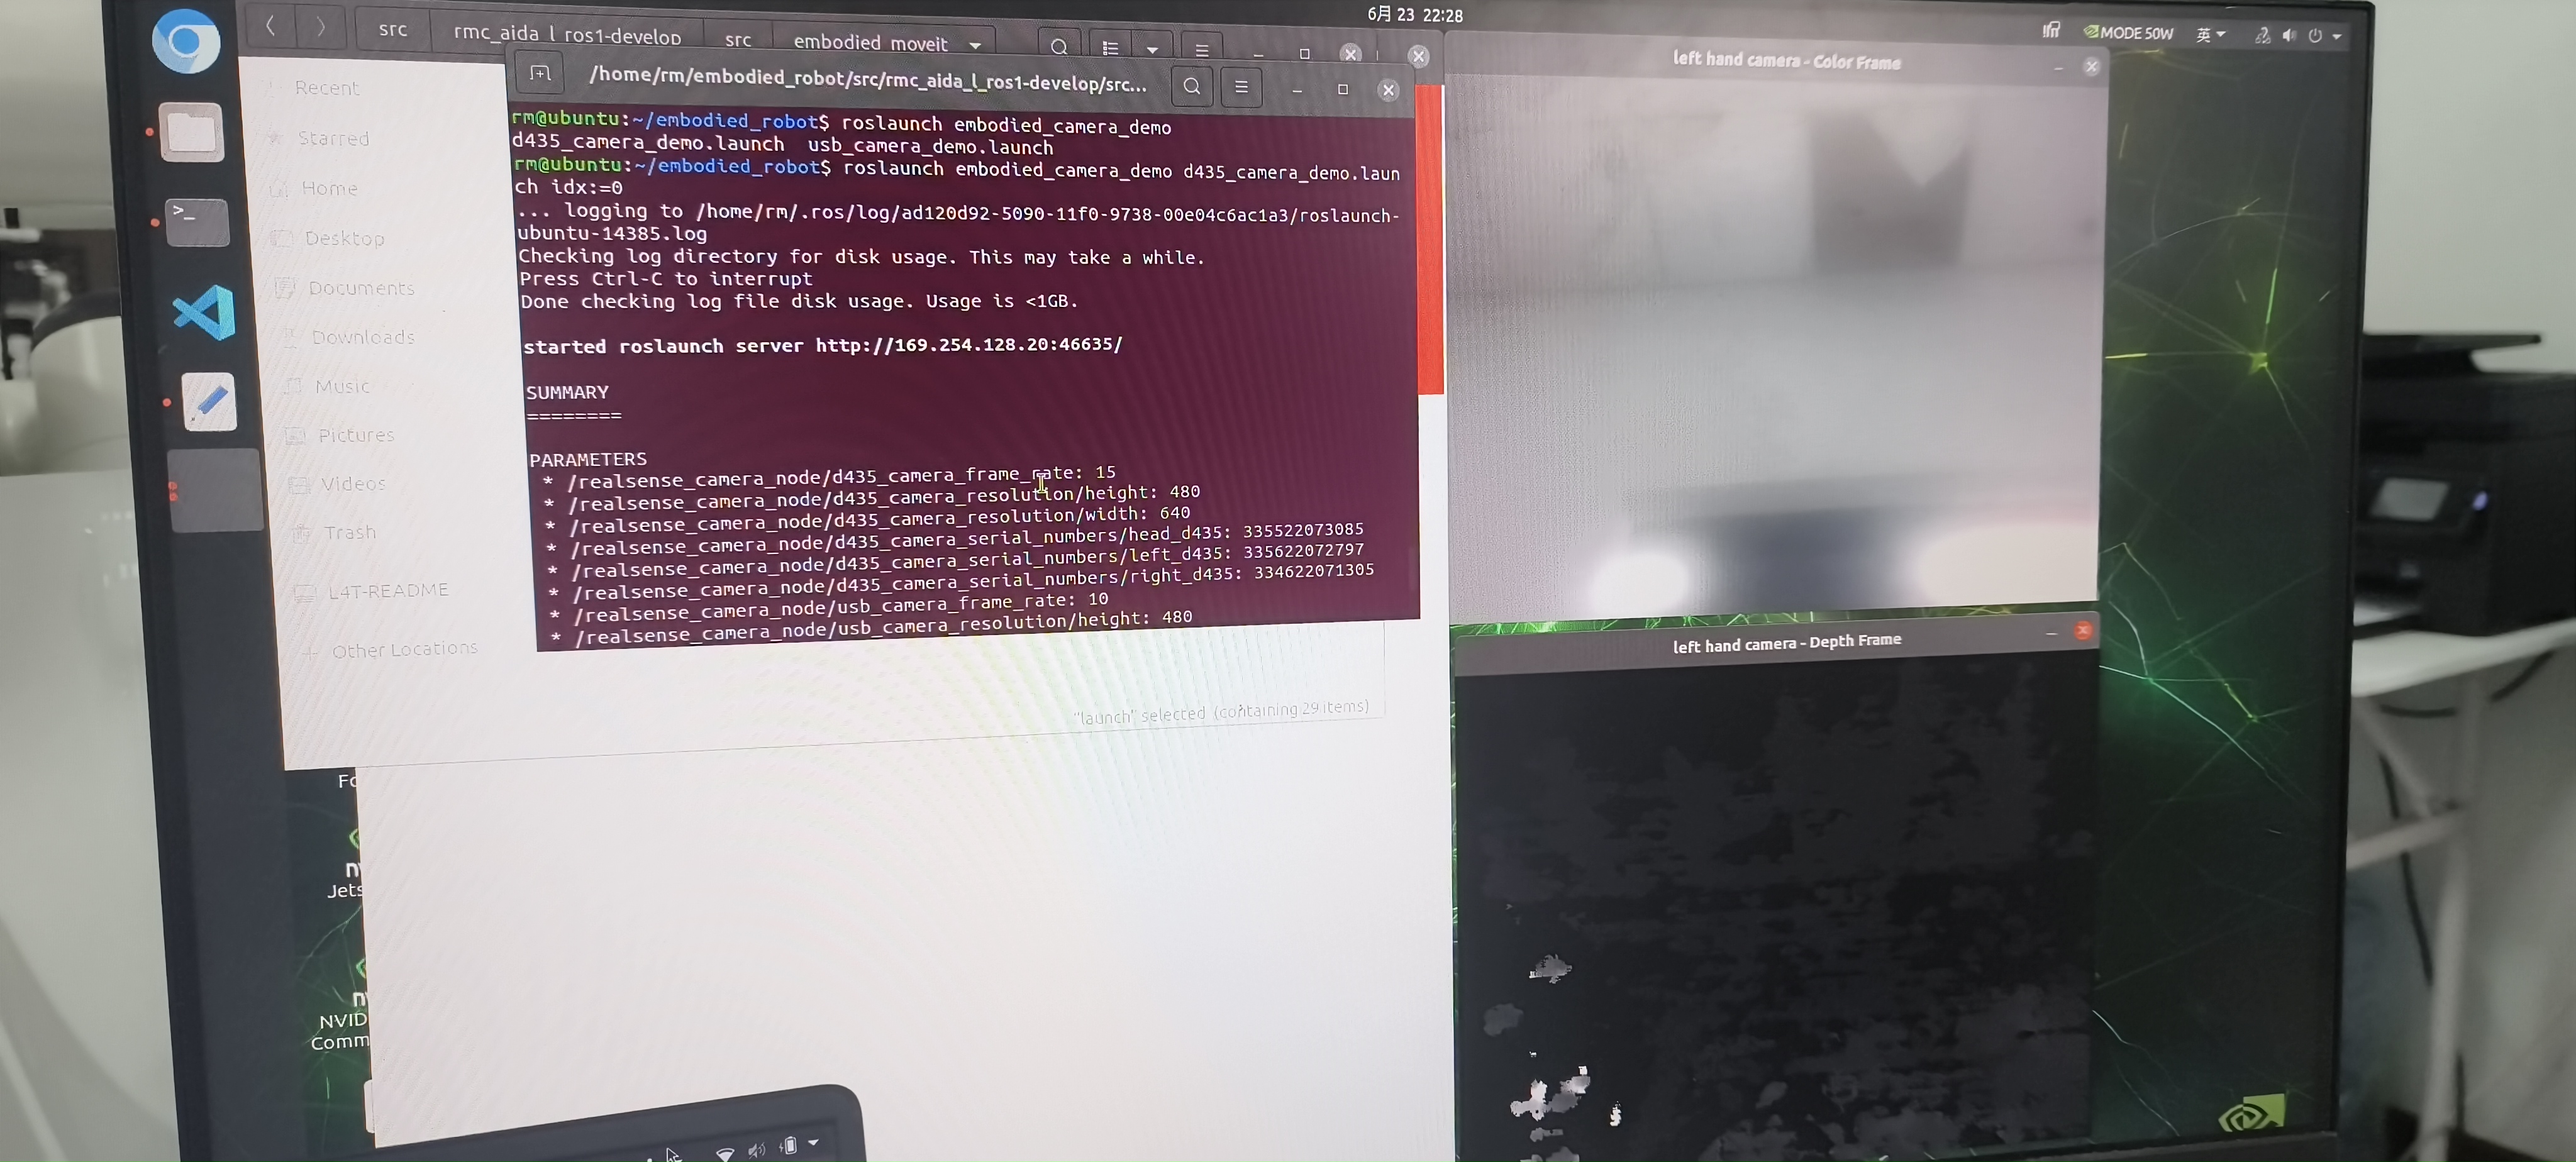 6月 23 22:28
MODE 50W
英
src
rmc_aida_l_ros1-develop
src
embodied_moveit
/home/rm/embodied_robot/src/rmc_aida_l_ros1-develop/src...
rm@ubuntu:~/embodied_robot$ roslaunch embodied_camera_demo
d435_camera_demo.launch  usb_camera_demo.launch
rm@ubuntu:~/embodied_robot$ roslaunch embodied_camera_demo d435_camera_demo.laun
ch idx:=0
... logging to /home/rm/.ros/log/ad120d92-5090-11f0-9738-00e04c6ac1a3/roslaunch-
ubuntu-14385.log
Checking log directory for disk usage. This may take a while.
Press Ctrl-C to interrupt
Done checking log file disk usage. Usage is <1GB.
started roslaunch server http://169.254.128.20:46635/
SUMMARY
========
PARAMETERS
* /realsense_camera_node/d435_camera_frame_rate: 15
* /realsense_camera_node/d435_camera_resolution/height: 480
* /realsense_camera_node/d435_camera_resolution/width: 640
* /realsense_camera_node/d435_camera_serial_numbers/head_d435: 335522073085
* /realsense_camera_node/d435_camera_serial_numbers/left_d435: 335622072797
* /realsense_camera_node/d435_camera_serial_numbers/right_d435: 334622071305
* /realsense_camera_node/usb_camera_frame_rate: 10
* /realsense_camera_node/usb_camera_resolution/height: 480
Recent
Starred
Home
Desktop
Documents
Downloads
Music
Pictures
Videos
Trash
L4T-README
Other Locations
"launch" selected (containing 29 items)
left hand camera - Color Frame
left hand camera - Depth Frame
Fo
Jets
NVID
Comm